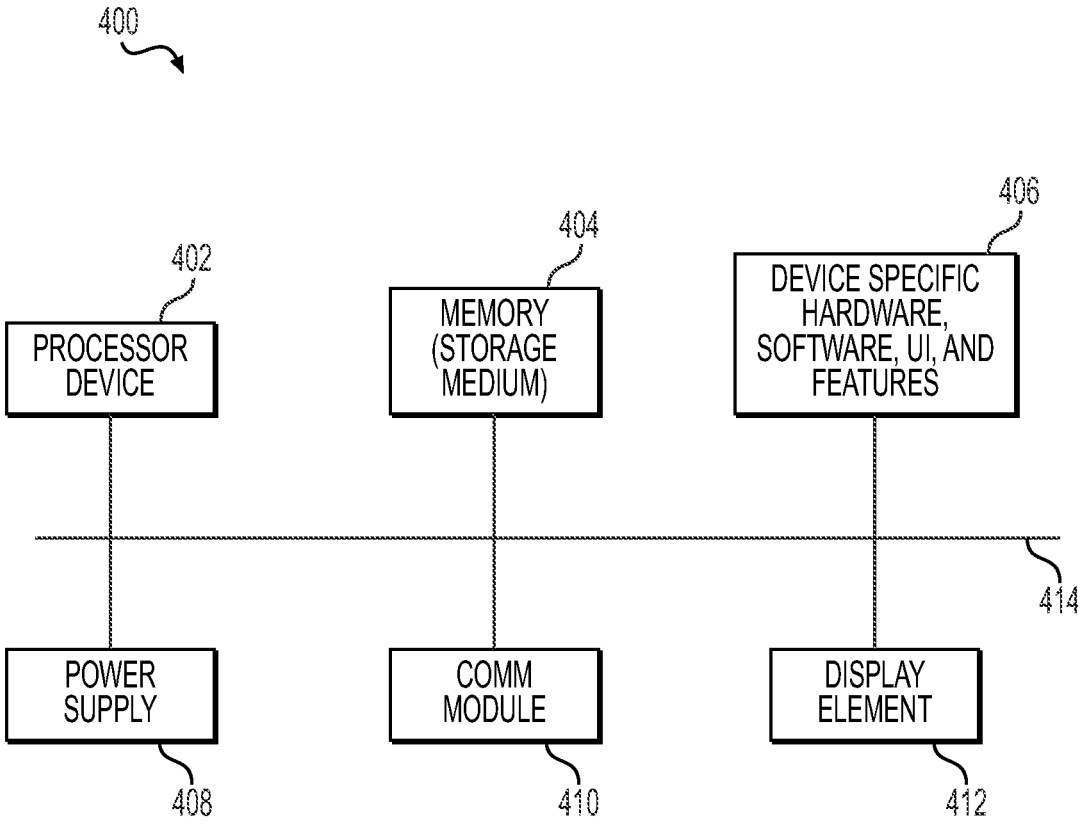 400
402
PROCESSOR
DEVICE
404
MEMORY
(STORAGE
MEDIUM)
406
DEVICE SPECIFIC
HARDWARE,
SOFTWARE, UI, AND
FEATURES
414
POWER
SUPPLY
408
COMM
MODULE
410
DISPLAY
ELEMENT
412